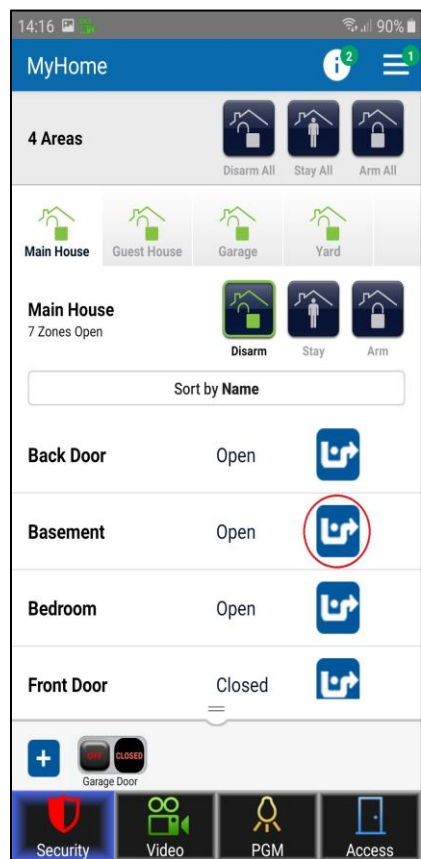 14:16 90%
MyHome i 2 1
4 Areas
Disarm All Stay All Arm All
Main House Guest House Garage Yard
Main House
7 Zones Open
Disarm Stay Arm
Sort by Name
Back Door Open
Basement Open
Bedroom Open
Front Door Closed
+ OFF CLOSED
Garage Door
Security Video PGM Access